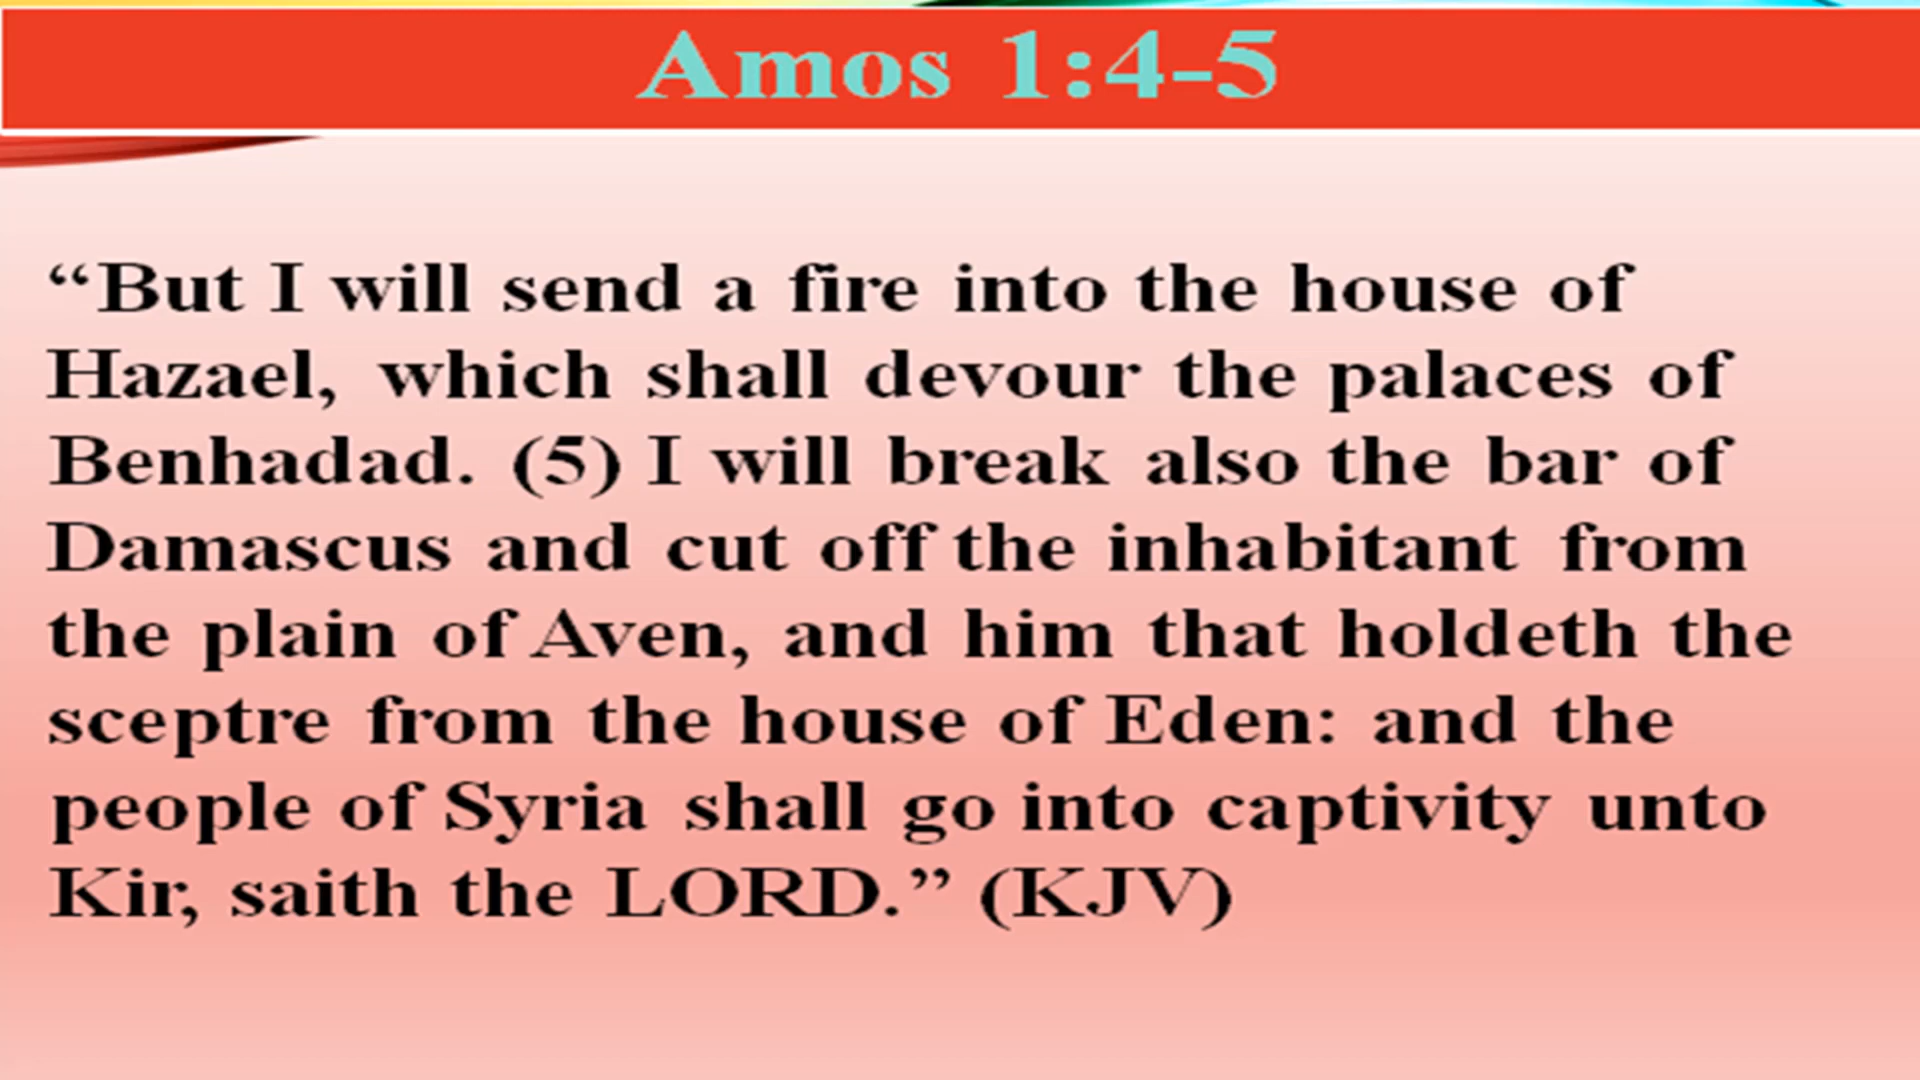 Amos 1:4-5
“But I will send a fire into the house of
Hazael, which shall devour the palaces of
Benhadad. (5) I will break also the bar of
Damascus and cut off the inhabitant from
the plain of Aven, and him that holdeth the
sceptre from the house of Eden: and the
people of Syria shall go into captivity unto
Kir, saith the LORD.” (KJV)